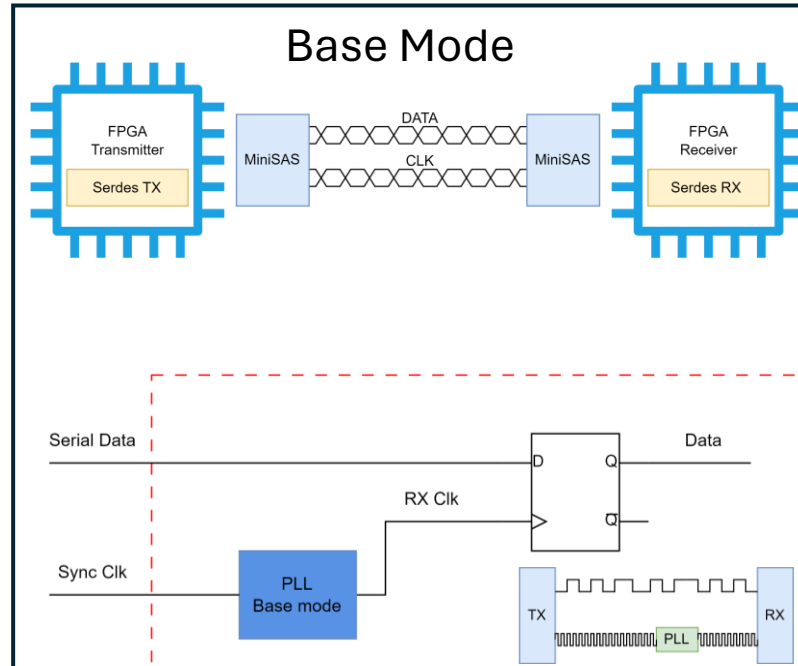 Base Mode
FPGA
Transmitter
Serdes TX
MiniSAS
DATA
CLK
MiniSAS
FPGA
Receiver
Serdes RX
Serial Data
D
Q
Data
RX Clk
Q̅
Sync Clk
PLL
Base mode
TX
PLL
RX